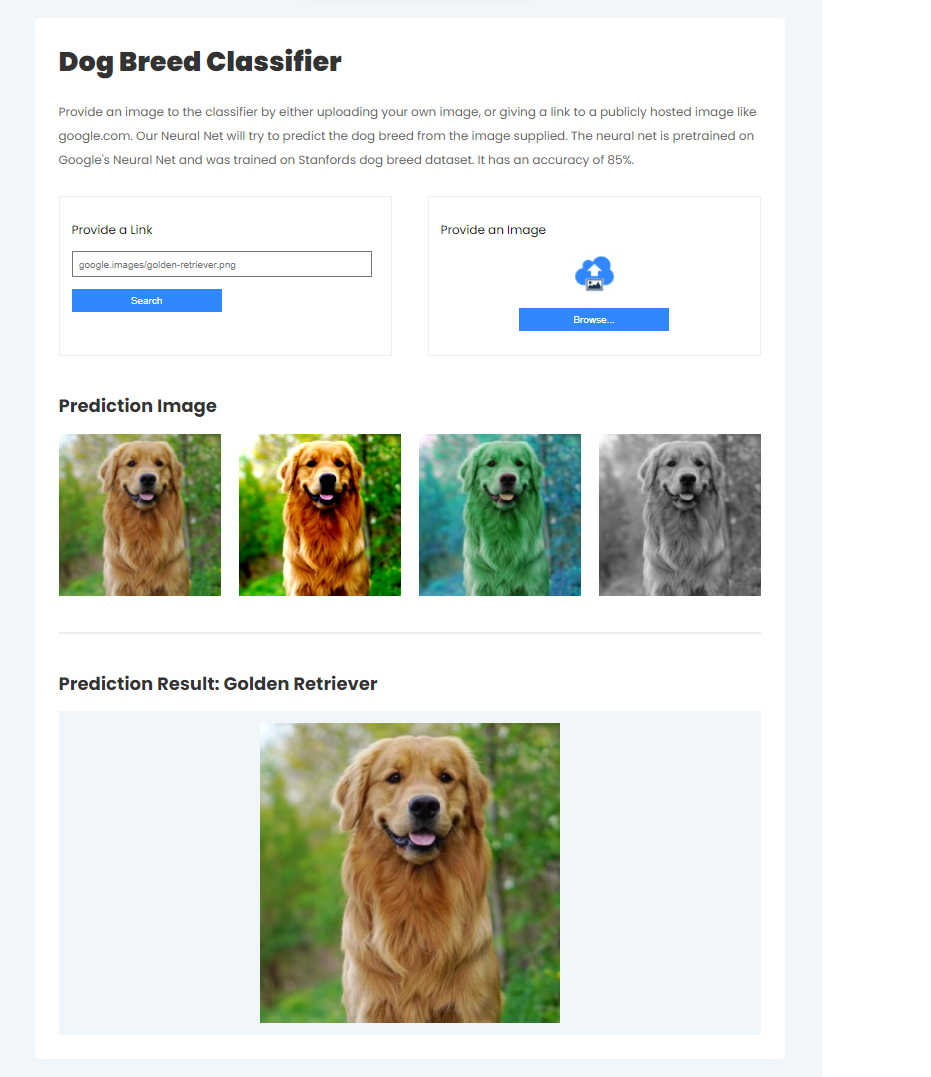 Dog Breed Classifier
Provide an image to the classifier by either uploading your own image, or giving a link to a publicly hosted image like
google.com. Our Neural Net will try to predict the dog breed from the image supplied. The neural net is pretrained on
Google's Neural Net and was trained on Stanfords dog breed dataset. It has an accuracy of 85%.
Provide a Link
google.images/golden-retriever.png
Search
Provide an Image
Browse...
Prediction Image
Prediction Result: Golden Retriever